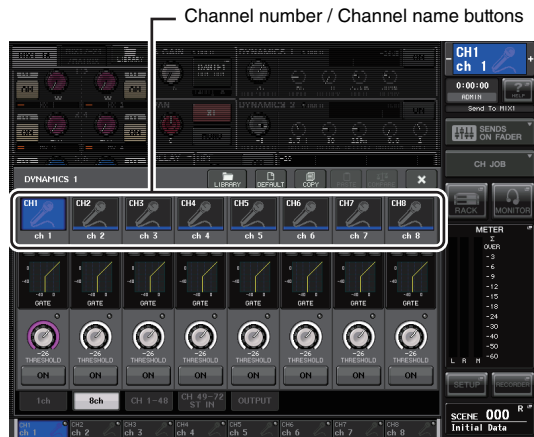 Channel number / Channel name buttons
LIBRARY
GAIN
DYNAMICS 1
ON
CH1
ch 1
- +
0:00:00
ADMIN
?
HELP
Send To MIX1
PAN
DYNAMICS 2
ON
SENDS
ON FADER
CH JOB
DYNAMICS 1
LIBRARY
DEFAULT
COPY
×
RACK
MONITOR
CH1 CH2 CH3 CH4 CH5 CH6 CH7 CH8
ch 1 ch 2 ch 3 ch 4 ch 5 ch 6 ch 7 ch 8
METER
Σ
OVER
-3
-6
-9
-12
-15
-18
-24
-30
-40
-50
-60
L R M
GATE GATE GATE GATE GATE GATE GATE GATE
-26 -26 -26 -26 -26 -26 -26 -26
THRESHOLD THRESHOLD THRESHOLD THRESHOLD THRESHOLD THRESHOLD THRESHOLD THRESHOLD
ON ON ON ON ON ON ON ON
1ch
8ch
CH 1-48
CH 49-72
ST IN
OUTPUT
SETUP
RECORDER
CH1 CH2 CH3 CH4 CH5 CH6 CH7 CH8
ch 1 ch 2 ch 3 ch 4 ch 5 ch 6 ch 7 ch 8
SCENE 000 R
Initial Data